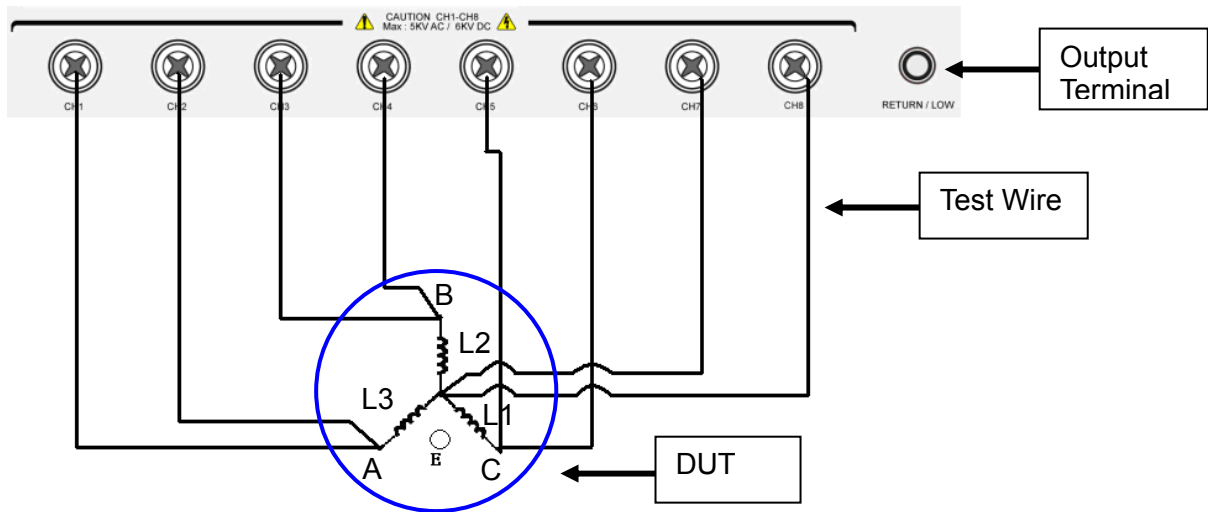 CAUTION CH1-CH8
Max : 5KV AC / 6KV DC
CH1 CH2 CH3 CH4 CH5 CH6 CH7 CH8 RETURN / LOW
Output
Terminal
Test Wire
B
L2
L3
L1
E
A
C
DUT